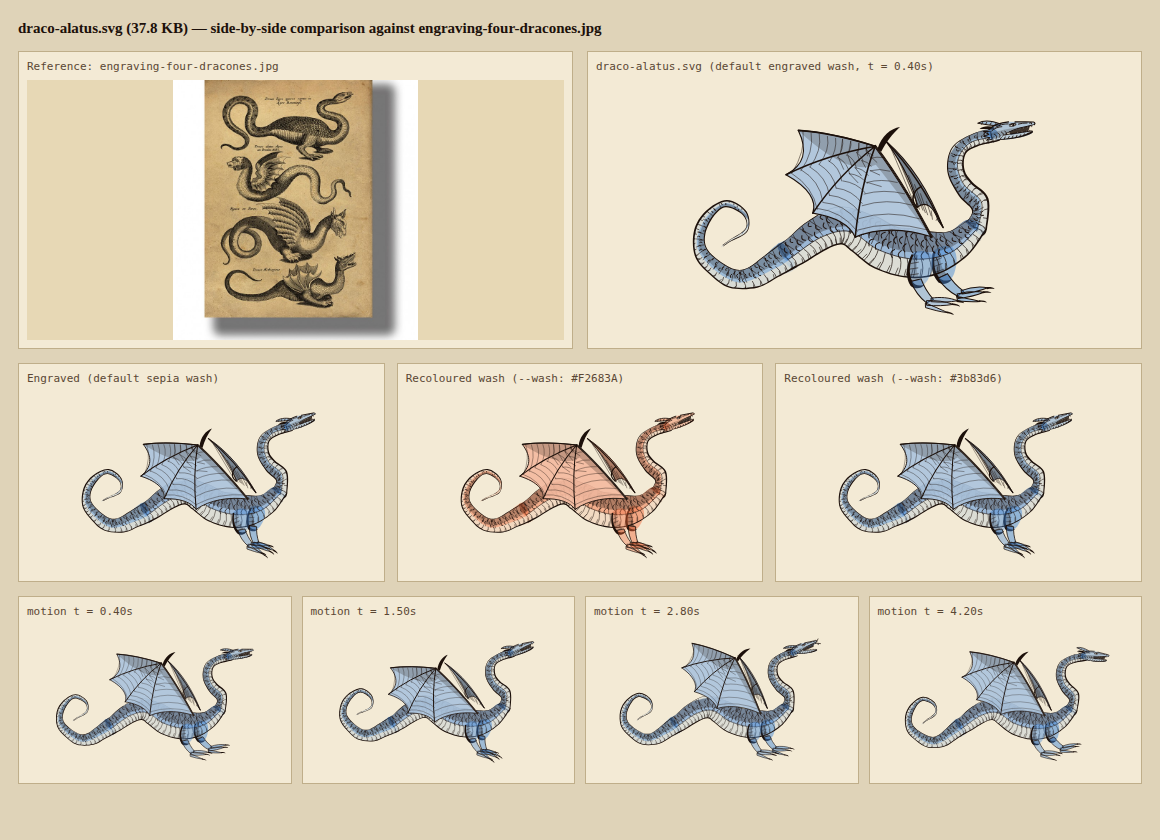 draco-alatus.svg (37.8 KB) — side-by-side comparison against engraving-four-dracones.jpg
Reference: engraving-four-dracones.jpg
draco-alatus.svg (default engraved wash, t = 0.40s)
Engraved (default sepia wash)
Recoloured wash (--wash: #F2683A)
Recoloured wash (--wash: #3b83d6)
motion t = 0.40s
motion t = 1.50s
motion t = 2.80s
motion t = 4.20s